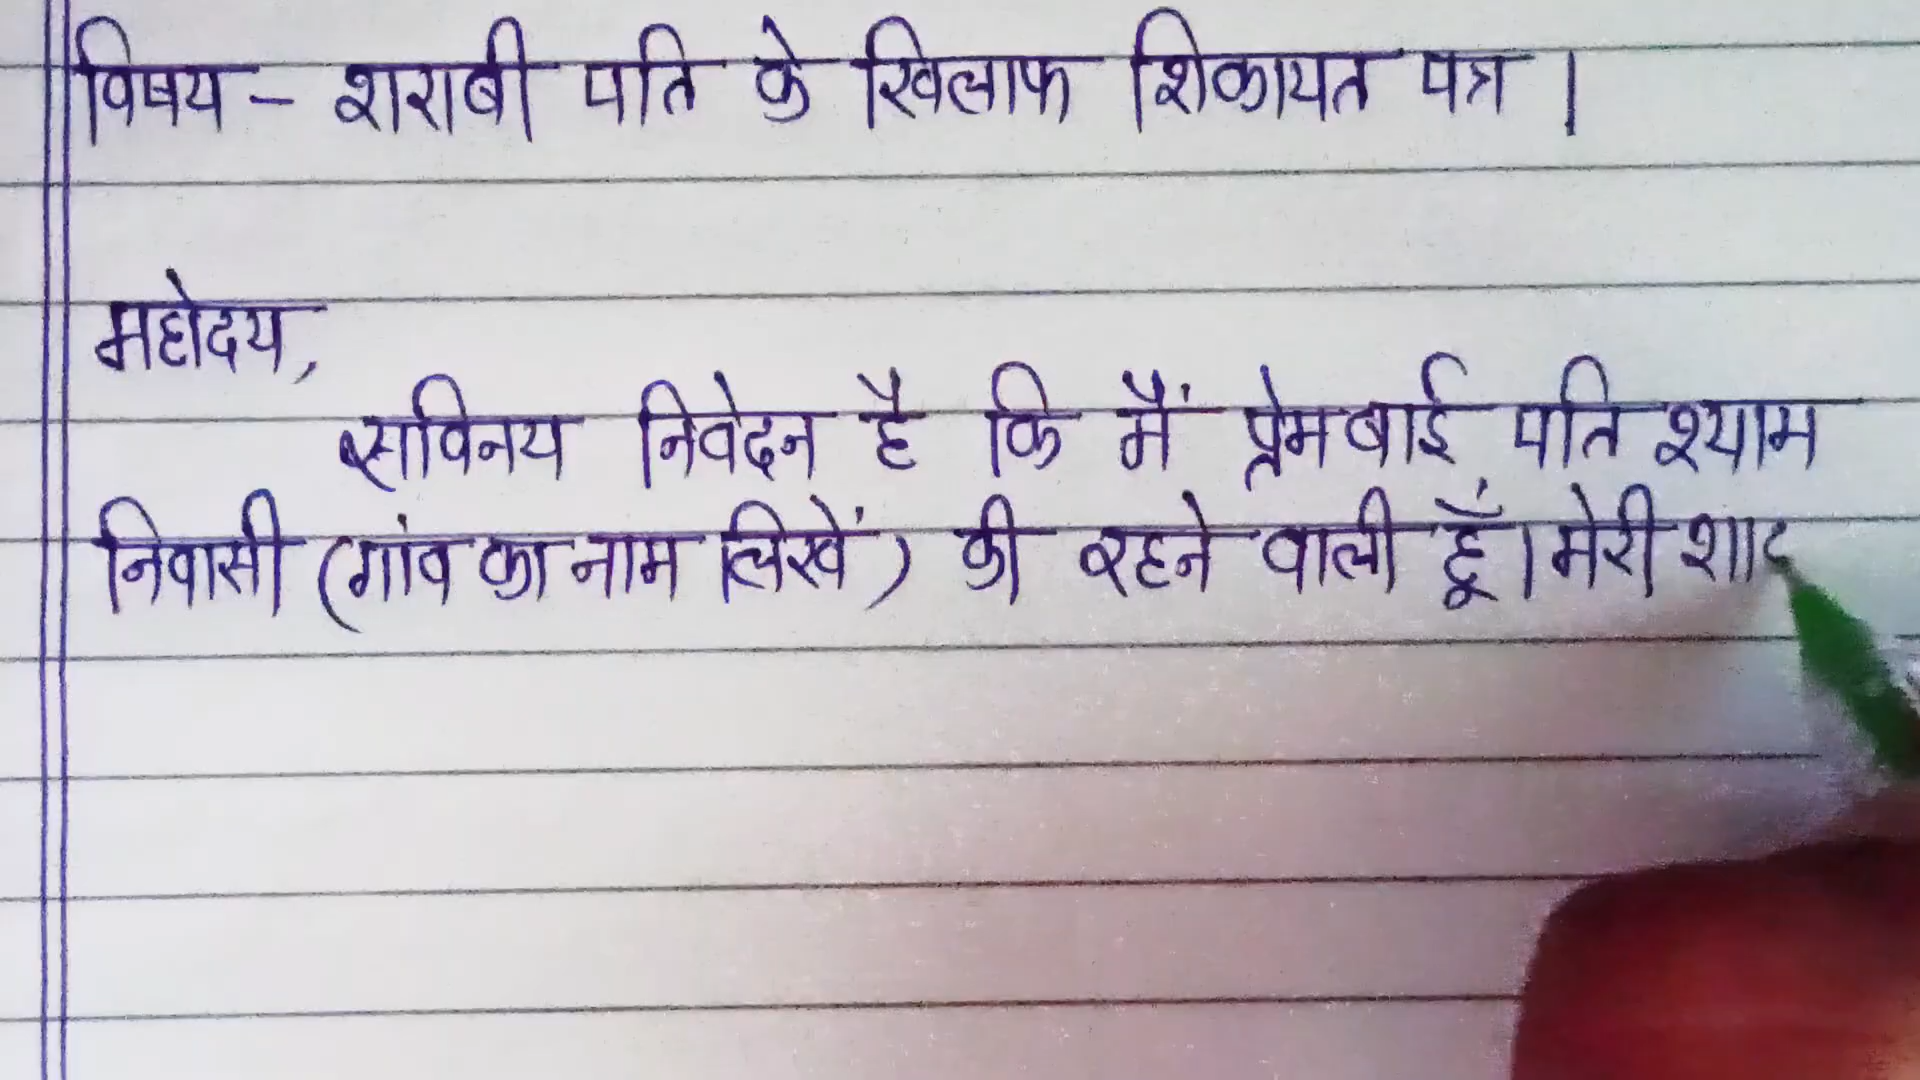 विषय - शराबी पति के खिलाफ शिकायत पत्र ।
महोदय,
सविनय निवेदन है कि मैं प्रेमबाई पति श्याम
निवासी (गांव का नाम लिखें) की रहने वाली हूँ। मेरी शाद